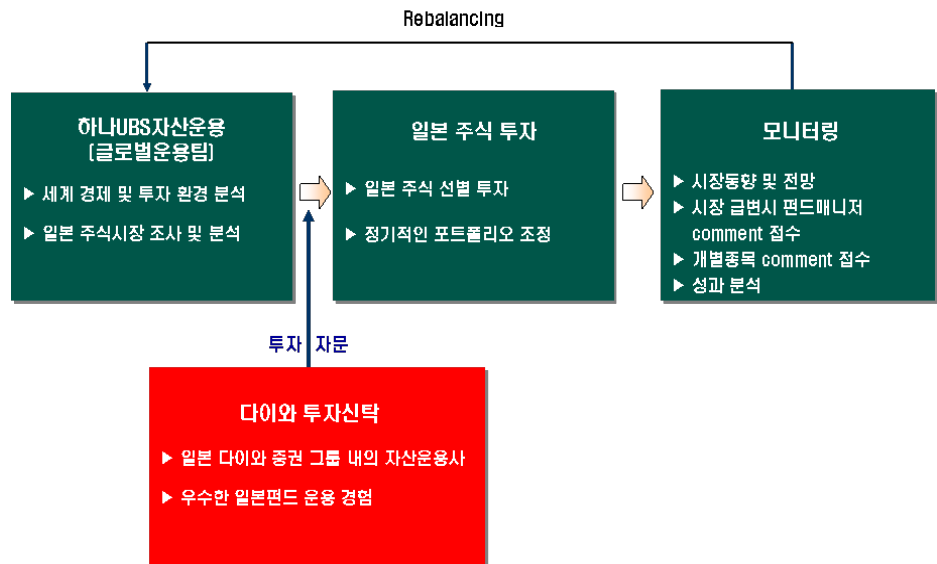 Rebalancing
하나UBS자산운용
(글로벌운용팀)
▶ 세계 경제 및 투자 환경 분석
▶ 일본 주식시장 조사 및 분석
일본 주식 투자
▶ 일본 주식 선별 투자
▶ 정기적인 포트폴리오 조정
모니터링
▶ 시장동향 및 전망
▶ 시장 급변시 펀드매니저
comment 접수
▶ 개별종목 comment 접수
▶ 성과 분석
투자 자문
다이와 투자신탁
▶ 일본 다이와 증권 그룹 내의 자산운용사
▶ 우수한 일본펀드 운용 경험